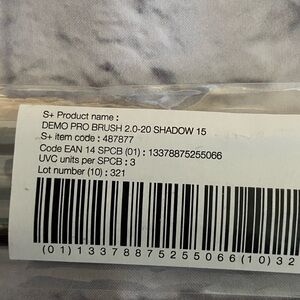 S+ Product name :
DEMO PRO BRUSH 2.0-20 SHADOW 15
S+ item code : 487877
Code EAN 14 SPCB (01) : 13378875255066
UVC units per SPCB : 3
Lot number (10) : 321
(01)13378875255066(10)32